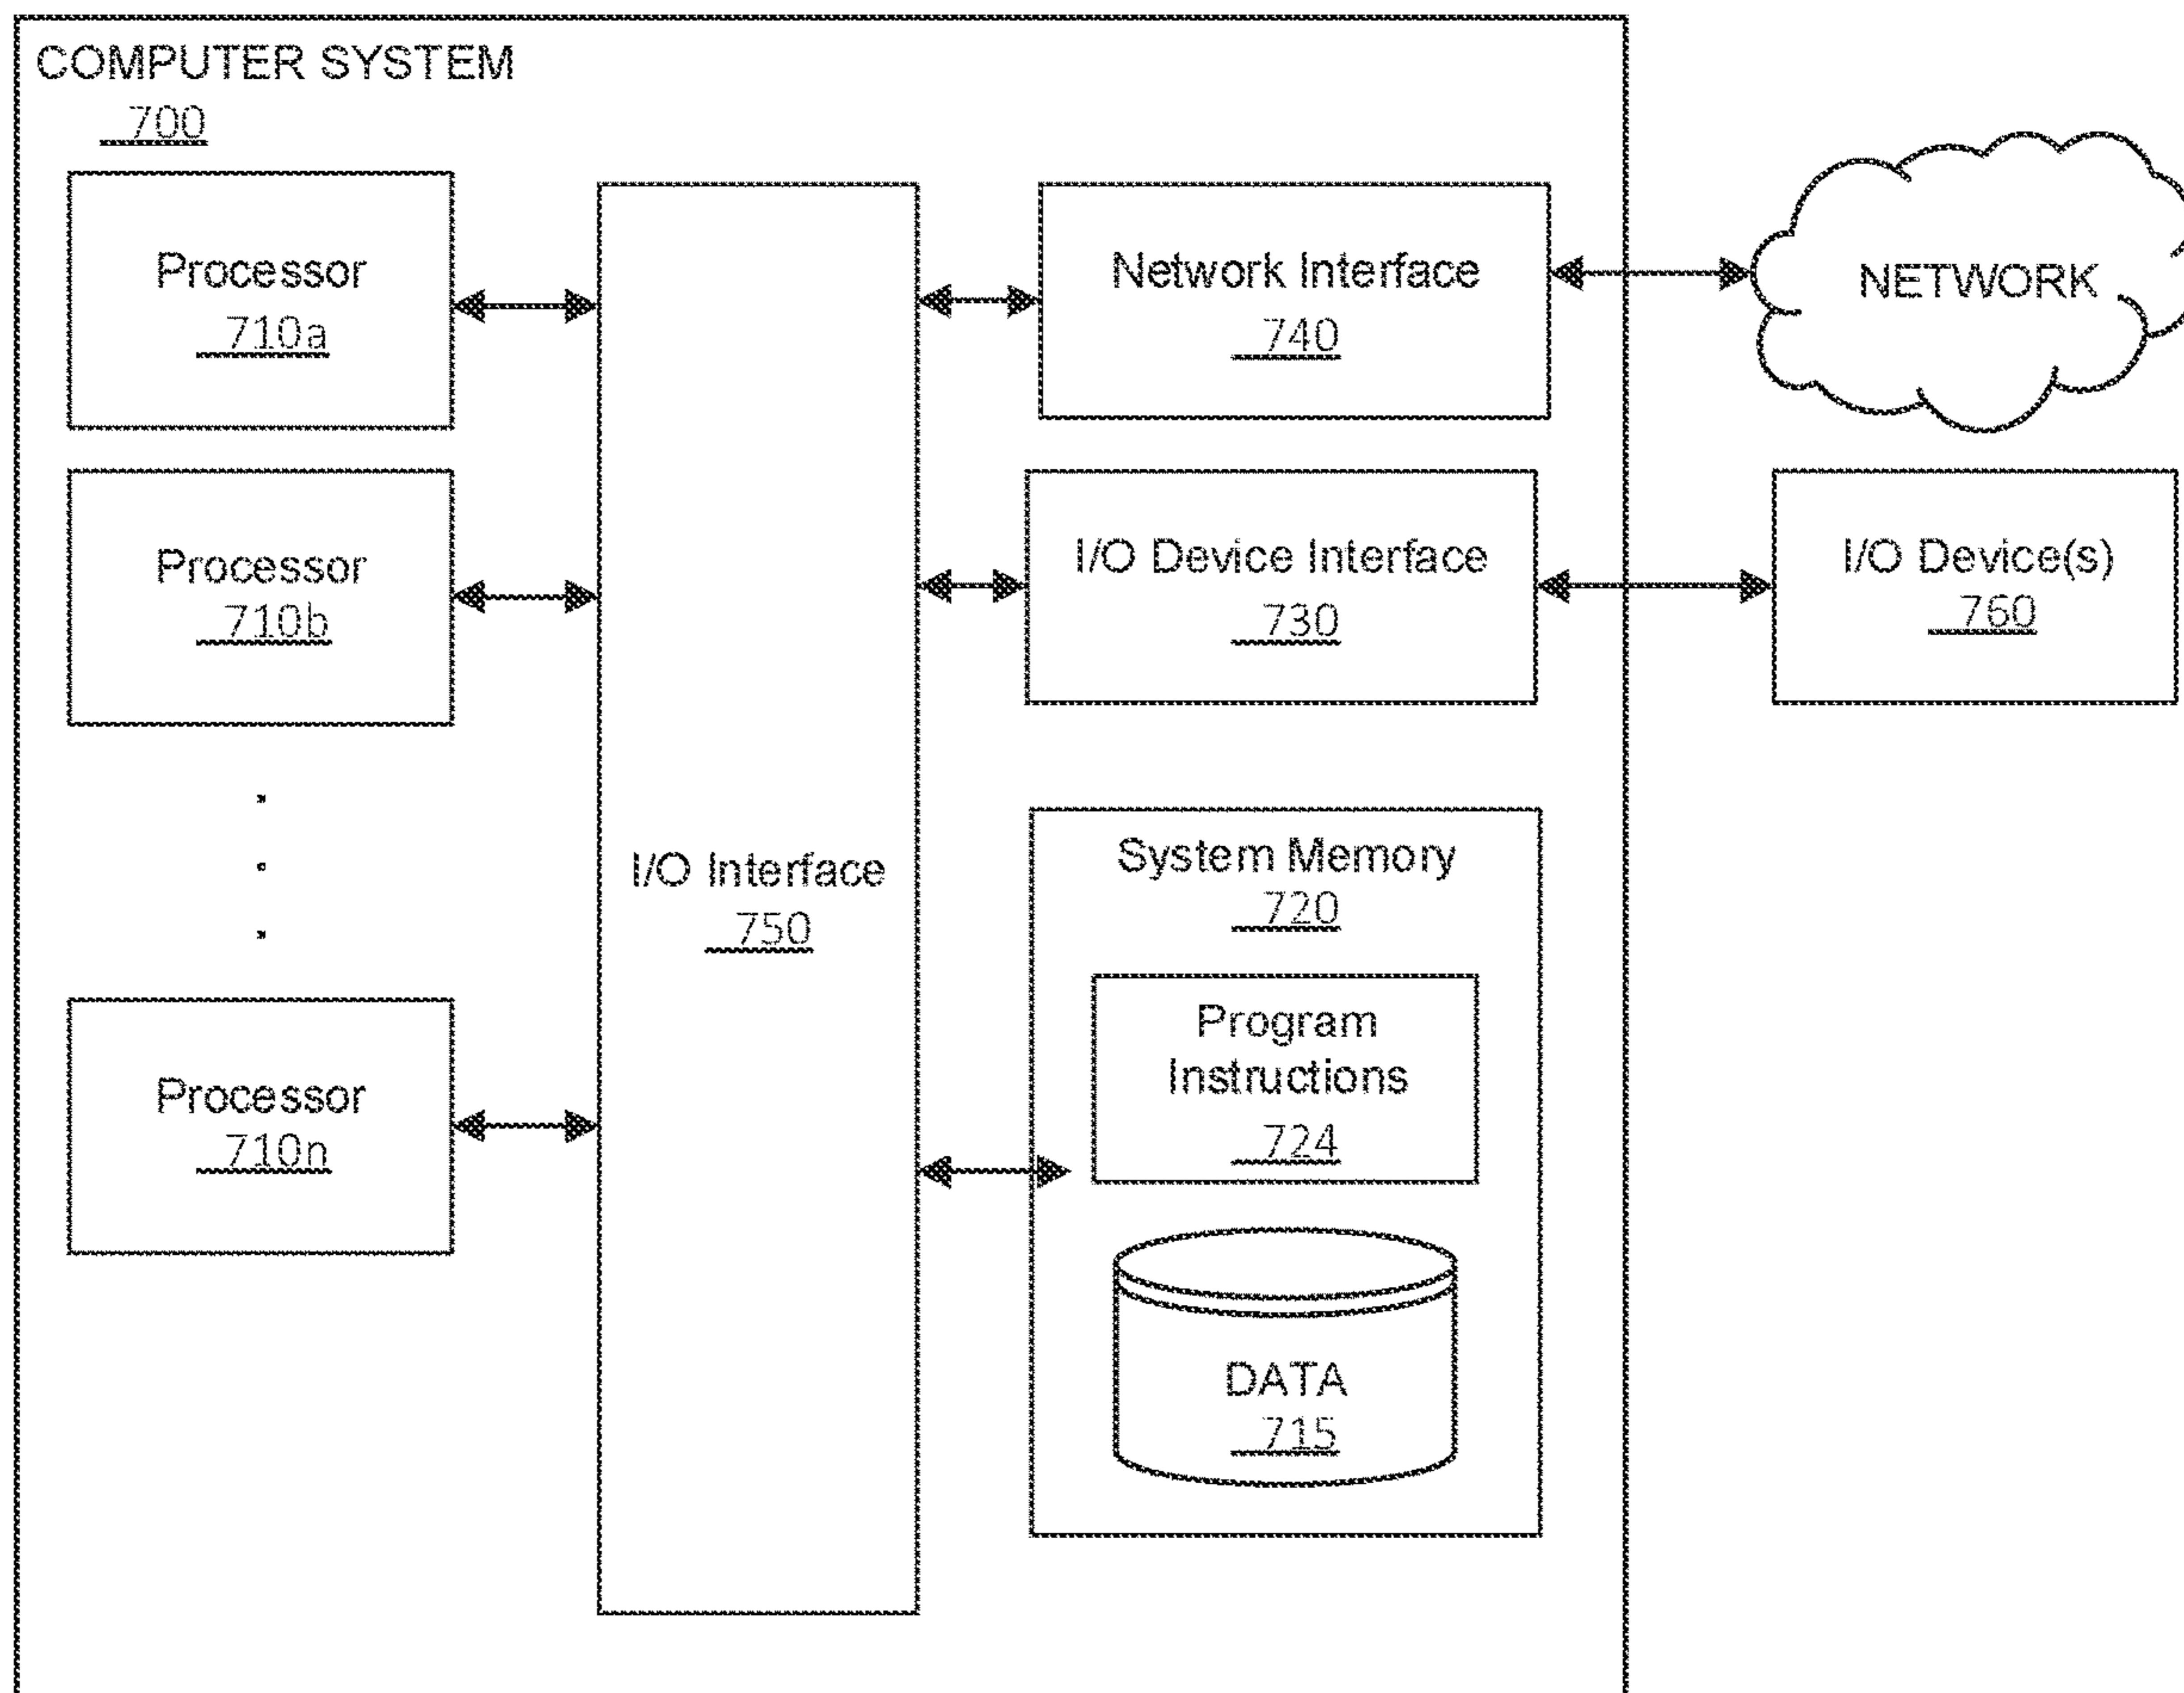 COMPUTER SYSTEM
700
Processor
710a
Processor
710b
Processor
710n
I/O Interface
750
Network Interface
740
I/O Device Interface
730
System Memory
720
Program
Instructions
724
DATA
715
NETWORK
I/O Device(s)
760